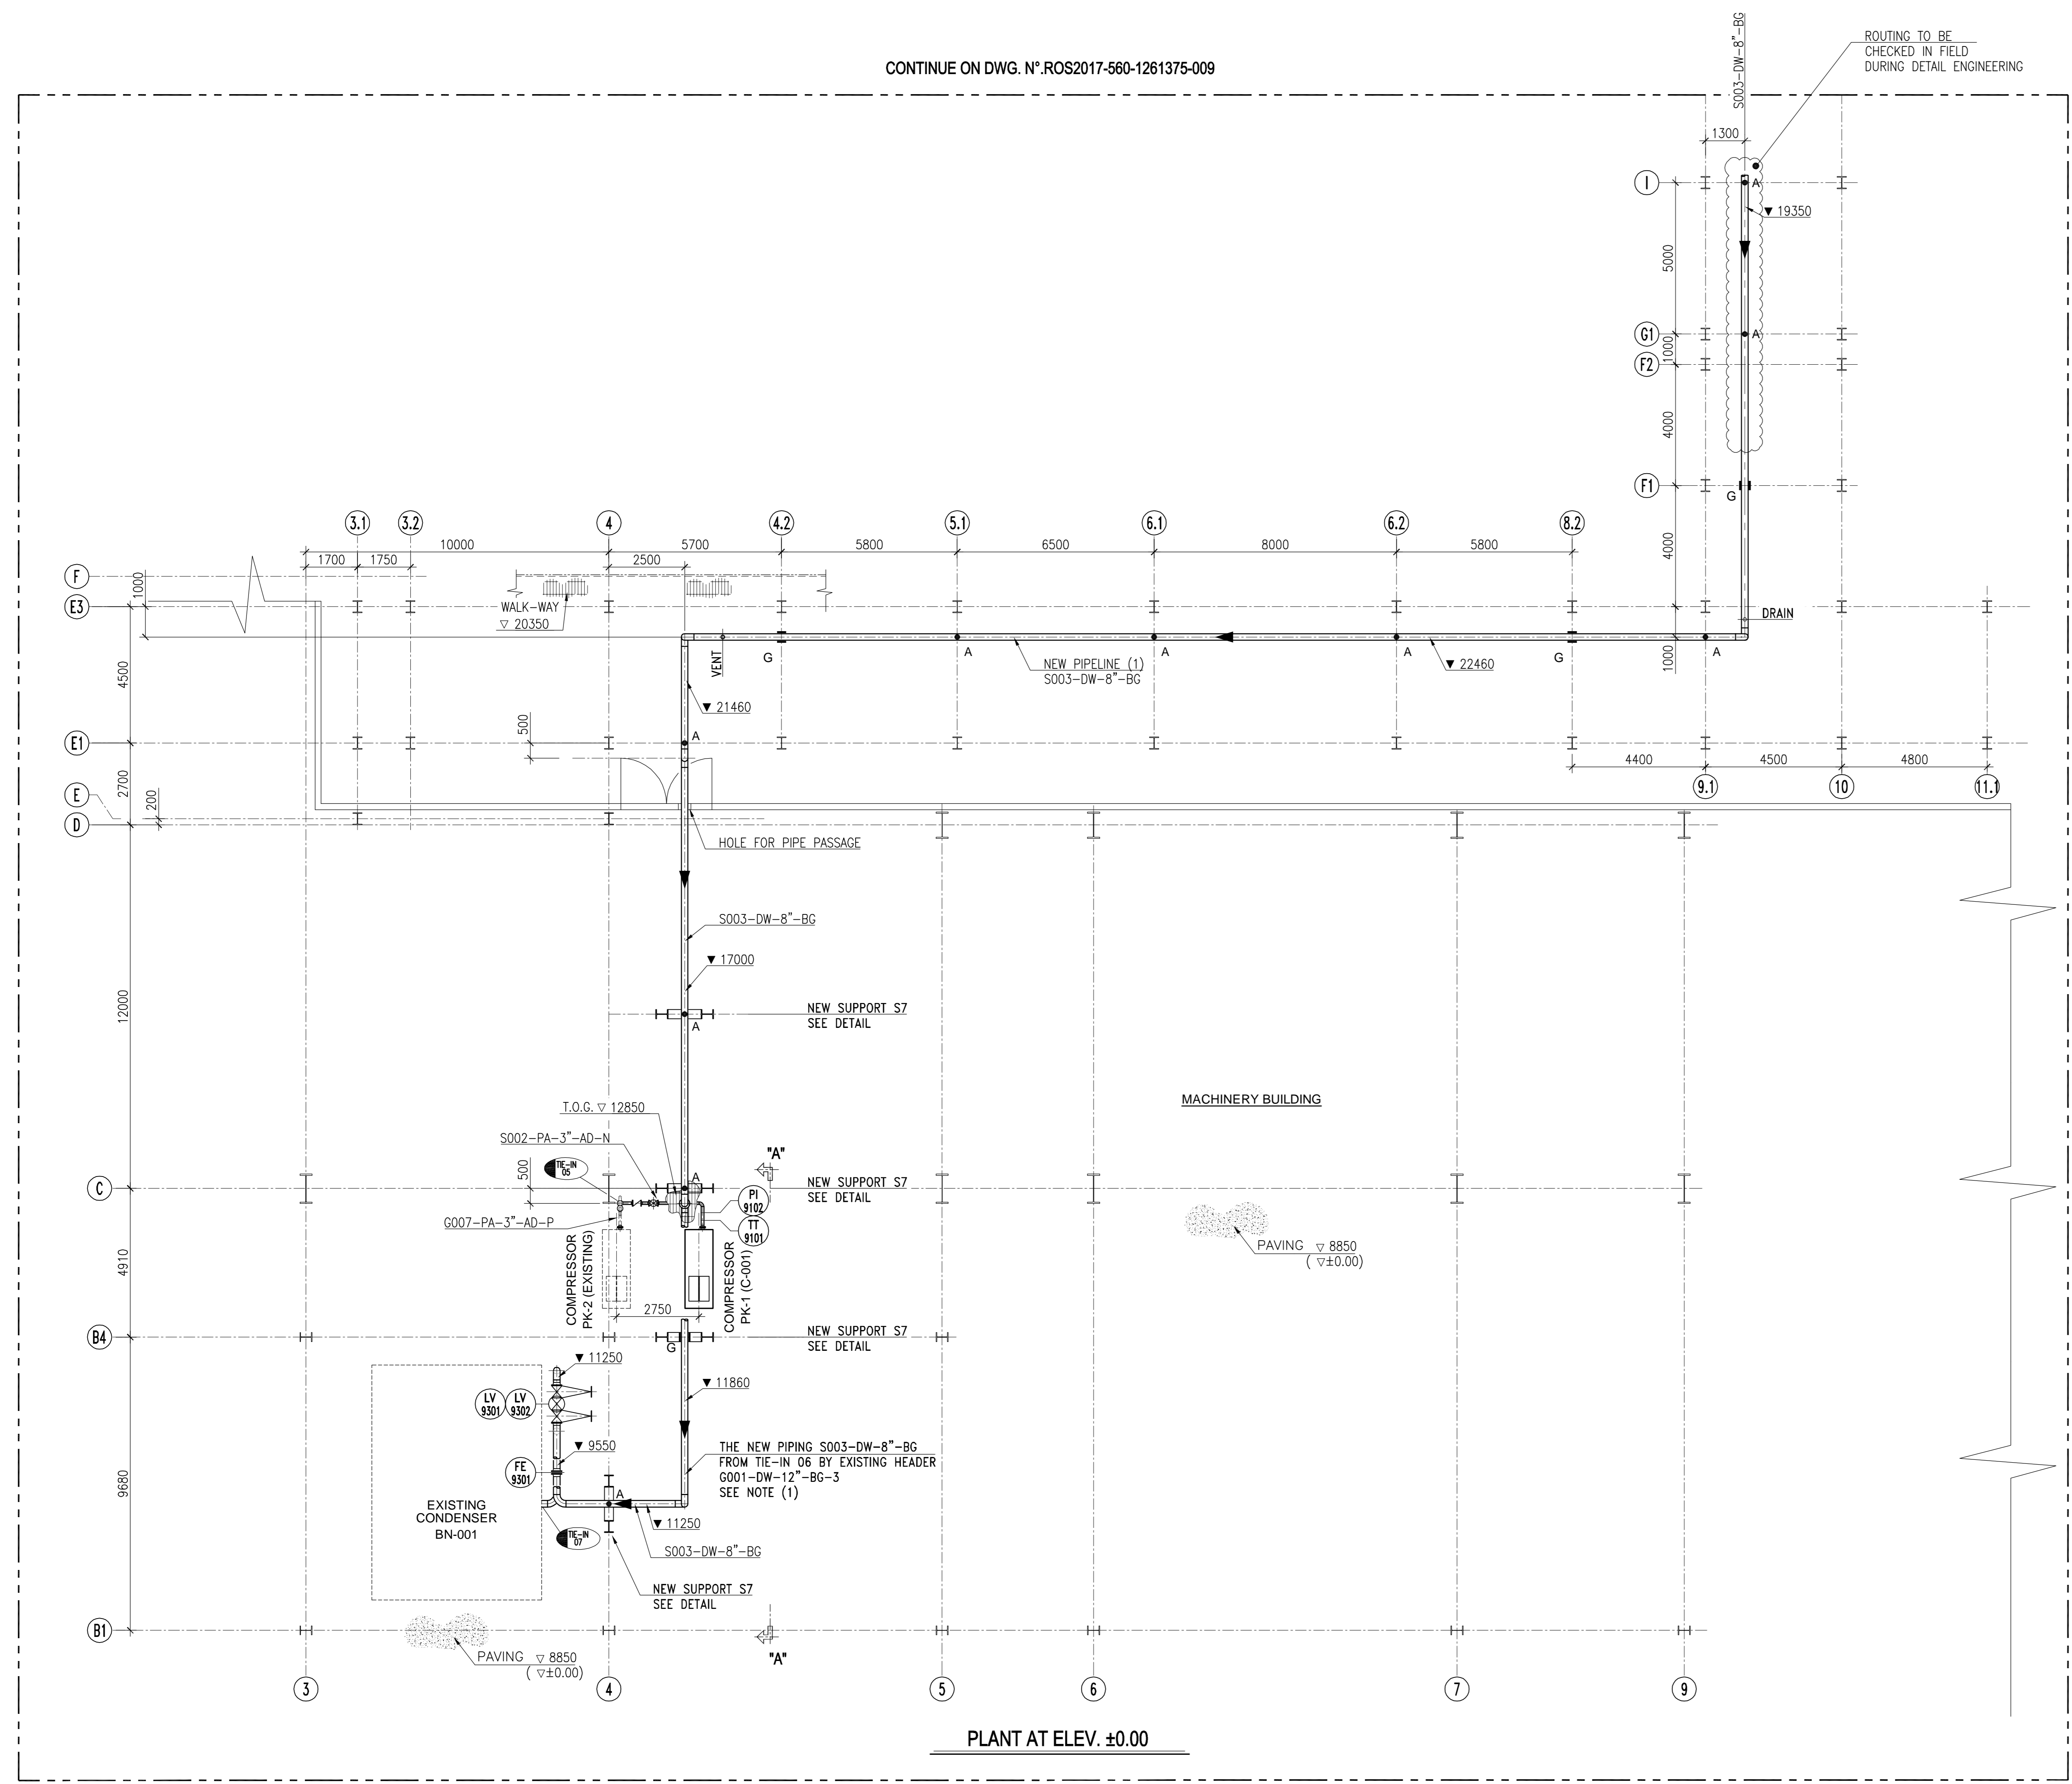 S003-DW-8"-BG
ROUTING TO BE
CHECKED IN FIELD
DURING DETAIL ENGINEERING
CONTINUE ON DWG. N°.ROS2017-560-1261375-009
1300
I
A
▼ 19350
5000
G1
A
1000
F2
4000
F1
G
4000
3.1
3.2
4
4.2
5.1
6.1
6.2
8.2
10000
5700
5800
6500
8000
5800
1700
1750
2500
F
1000
E3
WALK-WAY
▽ 20350
DRAIN
VENT
G
A
A
A
G
A
NEW PIPELINE (1)
S003-DW-8"-BG
▼ 22460
1000
4500
▼ 21460
500
A
E1
4400
4500
4800
9.1
10
11.1
2700
E
200
D
HOLE FOR PIPE PASSAGE
S003-DW-8"-BG
▼ 17000
12000
NEW SUPPORT S7
SEE DETAIL
A
MACHINERY BUILDING
T.O.G. ▽ 12850
S002-PA-3"-AD-N
"A"
TIE-IN
05
500
A
C
NEW SUPPORT S7
SEE DETAIL
PI
9102
G007-PA-3"-AD-P
TT
9101
COMPRESSOR
PK-2 (EXISTING)
COMPRESSOR
PK-1 (C-001)
PAVING ▽ 8850
( ▽±0.00)
4910
2750
B4
NEW SUPPORT S7
SEE DETAIL
G
▼ 11250
▼ 11860
LV
9301
LV
9302
▼ 9550
THE NEW PIPING S003-DW-8"-BG
FROM TIE-IN 06 BY EXISTING HEADER
G001-DW-12"-BG-3
SEE NOTE (1)
FE
9301
9680
A
EXISTING
CONDENSER
BN-001
▼ 11250
TIE-IN
07
S003-DW-8"-BG
NEW SUPPORT S7
SEE DETAIL
B1
PAVING ▽ 8850
( ▽±0.00)
"A"
3
4
5
6
7
9
PLANT AT ELEV. ±0.00